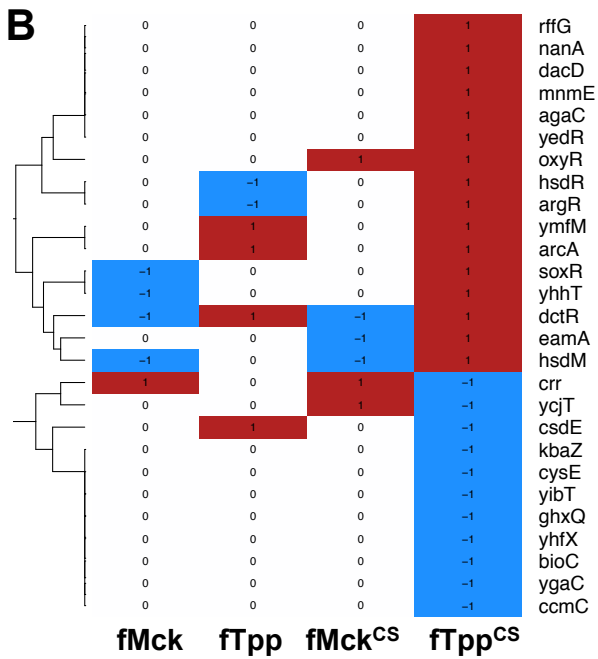 B
0 0 0 1 rffG
0 0 0 1 nanA
0 0 0 1 dacD
0 0 0 1 mnmE
0 0 0 1 agaC
0 0 0 1 yedR
0 0 1 1 oxyR
0 −1 0 1 hsdR
0 −1 0 1 argR
0 1 0 1 ymfM
0 1 0 1 arcA
−1 0 0 1 soxR
−1 0 0 1 yhhT
−1 1 −1 1 dctR
0 0 −1 1 eamA
−1 0 −1 1 hsdM
1 0 1 −1 crr
0 0 1 −1 ycjT
0 1 0 −1 csdE
0 0 0 −1 kbaZ
0 0 0 −1 cysE
0 0 0 −1 yibT
0 0 0 −1 ghxQ
0 0 0 −1 yhfX
0 0 0 −1 bioC
0 0 0 −1 ygaC
0 0 0 −1 ccmC
fMck fTpp fMckCS fTppCS